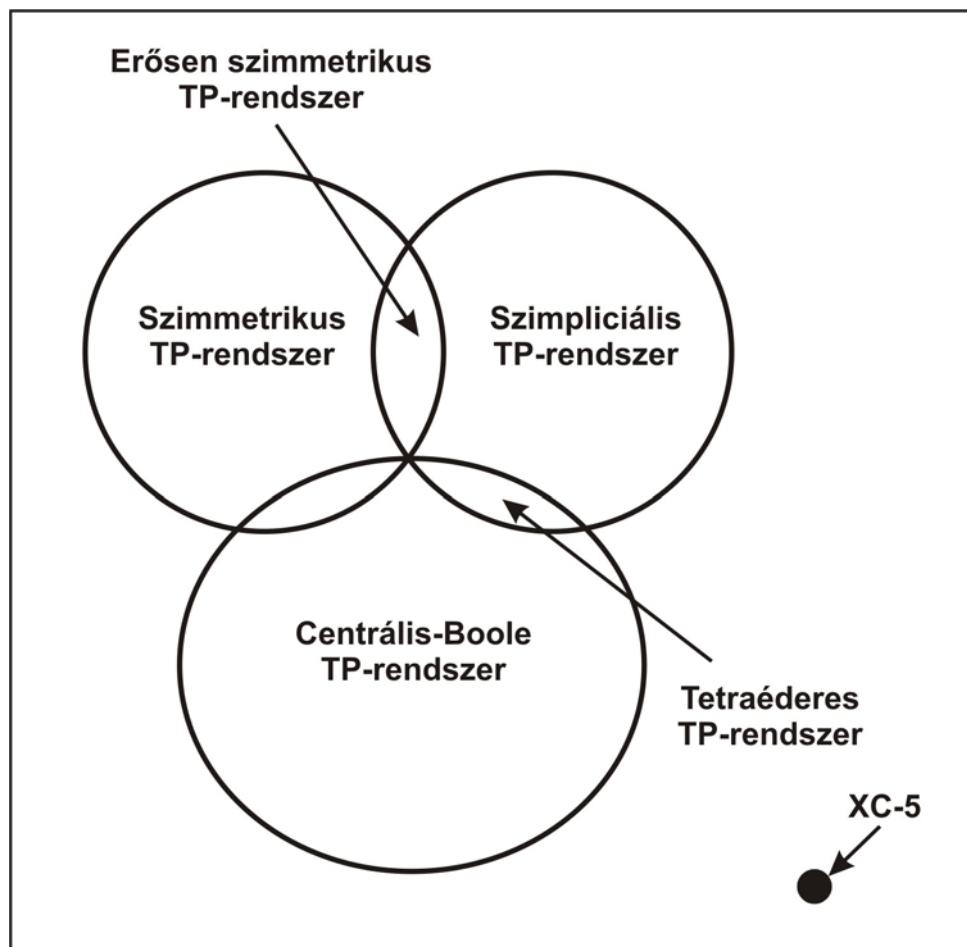 Erősen szimmetrikus
TP-rendszer
Szimmetrikus
TP-rendszer
Szimpliciális
TP-rendszer
Centrális-Boole
TP-rendszer
Tetraéderes
TP-rendszer
XC-5